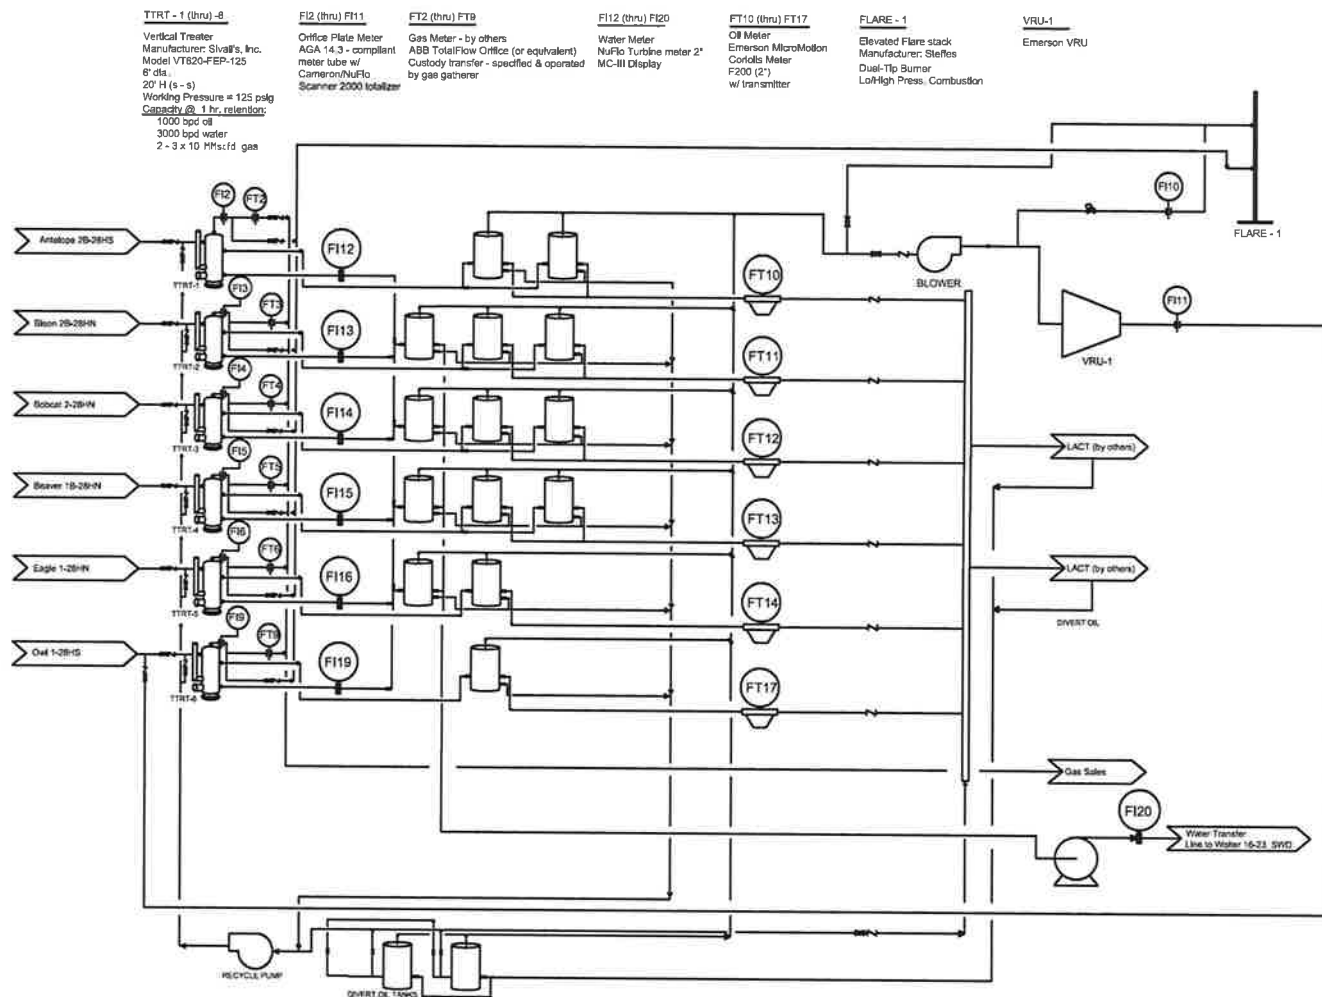 TTRT - 1 (thru) -8
Vertical Treater
Manufacturer: Sivall's, Inc.
Model VT620-FEP-125
6' dia.
20' H (s - s)
Working Pressure = 125 psig
Capacity @ 1 hr. retention:
1000 bpd oil
3000 bpd water
2 - 3 x 10 MMscfd gas
FI2 (thru) FI11
Orifice Plate Meter
AGA 14.3 - compliant
meter tube w/
Cameron/NuFlo
Scanner 2000 totalizer
FT2 (thru) FT9
Gas Meter - by others
ABB TotalFlow Orifice (or equivalent)
Custody transfer - specified & operated
by gas gatherer
FI12 (thru) FI20
Water Meter
NuFlo Turbine meter 2"
MC-III Display
FT10 (thru) FT17
Oil Meter
Emerson MicroMotion
Coriolis Meter
F200 (2")
w/ transmitter
FLARE - 1
Elevated Flare stack
Manufacturer: Steffes
Dual-Tip Burner
Lo/High Press. Combustion
VRU-1
Emerson VRU
FI2
FT2
FI10
FLARE - 1
Antelope 2B-28HS
TTRT-1
FI12
FT10
BLOWER
FI11
VRU-1
Bison 2B-28HN
FI3
FT3
TTRT-2
FI13
FT11
Bobcat 2-28HN
FI4
FT4
TTRT-3
FI14
FT12
LACT (by others)
Beaver 1B-28HN
FI5
FT5
TTRT-4
FI15
FT13
Eagle 1-28HN
FI6
FT6
TTRT-5
FI16
FT14
LACT (by others)
DIVERT OIL
Owl 1-28HS
FI9
FT9
TTRT-6
FI19
FT17
Gas Sales
FI20
Water Transfer
Line to Wolter 16-23 SWD
RECYCLE PUMP
DIVERT OIL TANKS